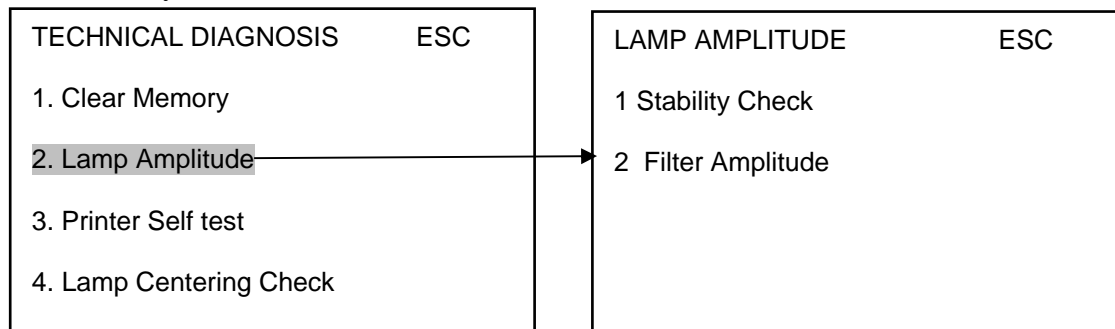 TECHNICAL DIAGNOSIS ESC
1. Clear Memory
2. Lamp Amplitude
3. Printer Self test
4. Lamp Centering Check
LAMP AMPLITUDE ESC
1 Stability Check
2 Filter Amplitude